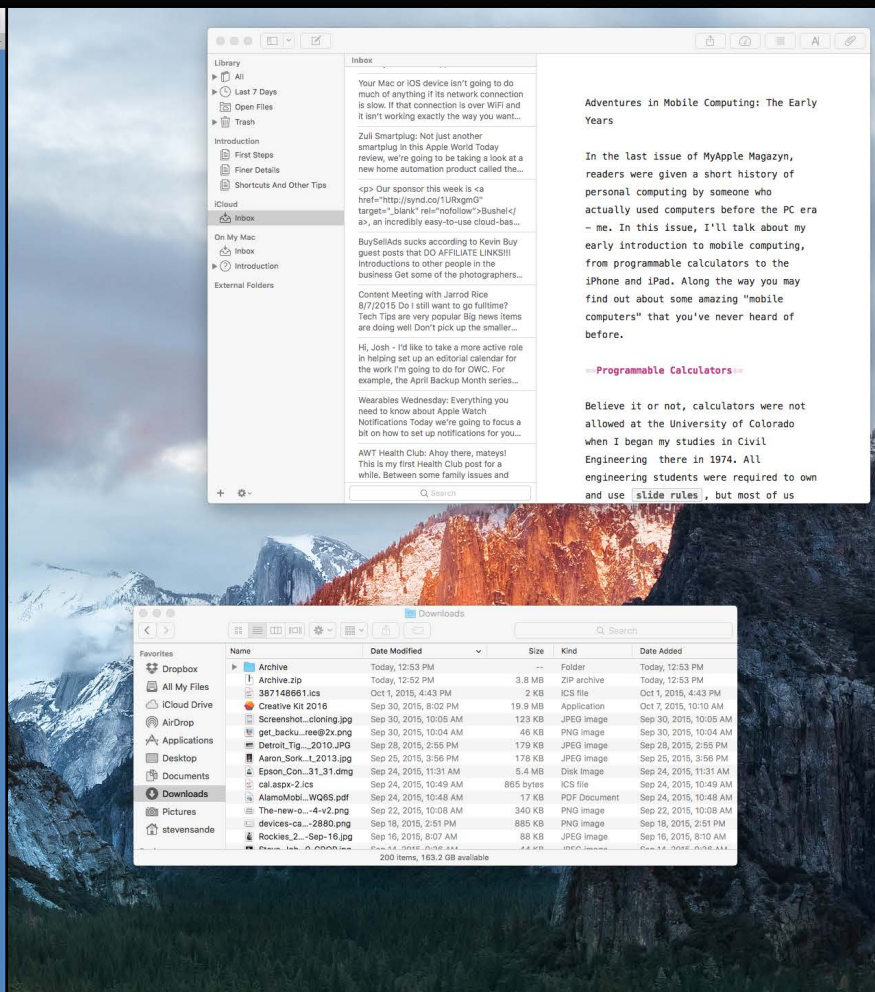 Library
All
Last 7 Days
Open Files
Trash
Introduction
First Steps
Finer Details
Shortcuts And Other Tips
iCloud
Inbox
On My Mac
Inbox
Introduction
External Folders
Inbox
Your Mac or iOS device isn't going to do
much of anything if its network connection
is slow. If that connection is over WiFi and
it isn't working exactly the way you want...
Zuli Smartplug: Not just another
smartplug In this Apple World Today
review, we're going to be taking a look at a
new home automation product called the...
<p> Our sponsor this week is <a
href="http://synd.co/1URxgmG"
target="_blank" rel="nofollow">Bushel</
a>, an incredibly easy-to-use cloud-bas...
BuySellAds sucks according to Kevin Buy
guest posts that DO AFFILIATE LINKS!!!
Introductions to other people in the
business Get some of the photographers...
Content Meeting with Jarrod Rice
8/7/2015 Do I still want to go fulltime?
Tech Tips are very popular Big news items
are doing well Don't pick up the smaller...
Hi, Josh - I'd like to take a more active role
in helping set up an editorial calendar for
the work I'm going to do for OWC. For
example, the April Backup Month series...
Wearables Wednesday: Everything you
need to know about Apple Watch
Notifications Today we're going to focus a
bit on how to set up notifications for you...
AWT Health Club: Ahoy there, mateys!
This is my first Health Club post for a
while. Between some family issues and
Search
Adventures in Mobile Computing: The Early
Years
In the last issue of MyApple Magazyn,
readers were given a short history of
personal computing by someone who
actually used computers before the PC era
– me. In this issue, I'll talk about my
early introduction to mobile computing,
from programmable calculators to the
iPhone and iPad. Along the way you may
find out about some amazing "mobile
computers" that you've never heard of
before.
==Programmable Calculators==
Believe it or not, calculators were not
allowed at the University of Colorado
when I began my studies in Civil
Engineering there in 1974. All
engineering students were required to own
and use slide rules, but most of us
Downloads
Search
Favorites
Dropbox
All My Files
iCloud Drive
AirDrop
Applications
Desktop
Documents
Downloads
Pictures
stevensande
Name Date Modified Size Kind Date Added
Archive Today, 12:53 PM -- Folder Today, 12:53 PM
Archive.zip Today, 12:52 PM 3.8 MB ZIP archive Today, 12:53 PM
387148661.ics Oct 1, 2015, 4:43 PM 2 KB ICS file Oct 1, 2015, 4:43 PM
Creative Kit 2016 Sep 30, 2015, 8:02 PM 19.9 MB Application Oct 7, 2015, 10:10 AM
Screenshot...cloning.jpg Sep 30, 2015, 10:05 AM 123 KB JPEG image Sep 30, 2015, 10:05 AM
get_backu...ree@2x.png Sep 30, 2015, 10:04 AM 46 KB PNG image Sep 30, 2015, 10:04 AM
Detroit_Tig..._2010.JPG Sep 28, 2015, 2:55 PM 179 KB JPEG image Sep 28, 2015, 2:55 PM
Aaron_Sork...t_2013.jpg Sep 25, 2015, 3:56 PM 178 KB JPEG image Sep 25, 2015, 3:56 PM
Epson_Con...31_31.dmg Sep 24, 2015, 11:31 AM 5.4 MB Disk Image Sep 24, 2015, 11:31 AM
cal.aspx-2.ics Sep 24, 2015, 10:49 AM 865 bytes ICS file Sep 24, 2015, 10:49 AM
AlamoMobi...WQ6S.pdf Sep 24, 2015, 10:48 AM 17 KB PDF Document Sep 24, 2015, 10:48 AM
The-new-o...-4-v2.png Sep 22, 2015, 10:08 AM 340 KB PNG image Sep 22, 2015, 10:08 AM
devices-ca...-2880.png Sep 18, 2015, 2:51 PM 885 KB PNG image Sep 18, 2015, 2:51 PM
Rockies_2...-Sep-16.jpg Sep 16, 2015, 8:07 AM 88 KB JPEG image Sep 16, 2015, 8:10 AM
200 items, 163.2 GB available